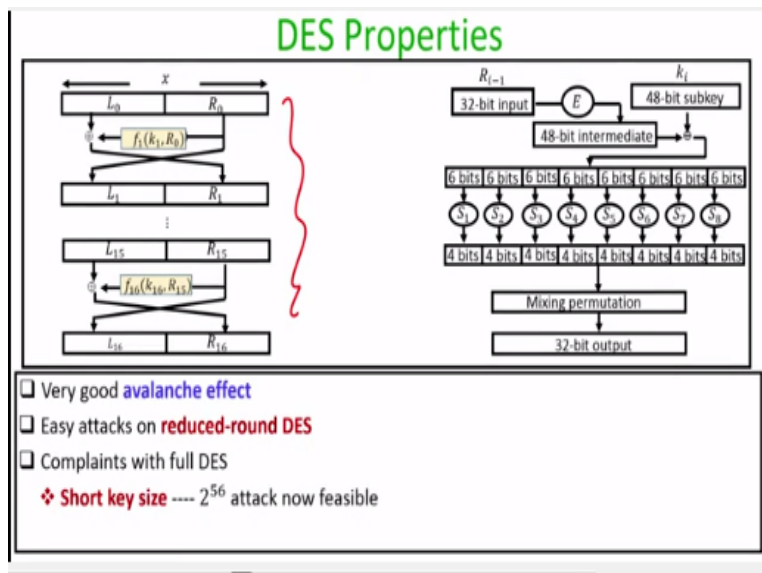 DES Properties
x
L₀ R₀
⊕ f₁(k₁, R₀)
L₁ R₁
⋮
L₁₅ R₁₅
⊕ f₁₆(k₁₆, R₁₅)
L₁₆ R₁₆
Rᵢ₋₁ kᵢ
32-bit input E 48-bit subkey
48-bit intermediate ⊕
6 bits 6 bits 6 bits 6 bits 6 bits 6 bits 6 bits 6 bits
S₁ S₂ S₃ S₄ S₅ S₆ S₇ S₈
4 bits 4 bits 4 bits 4 bits 4 bits 4 bits 4 bits 4 bits
Mixing permutation
32-bit output
❑ Very good avalanche effect
❑ Easy attacks on reduced-round DES
❑ Complaints with full DES
❖ Short key size ---- 2⁵⁶ attack now feasible